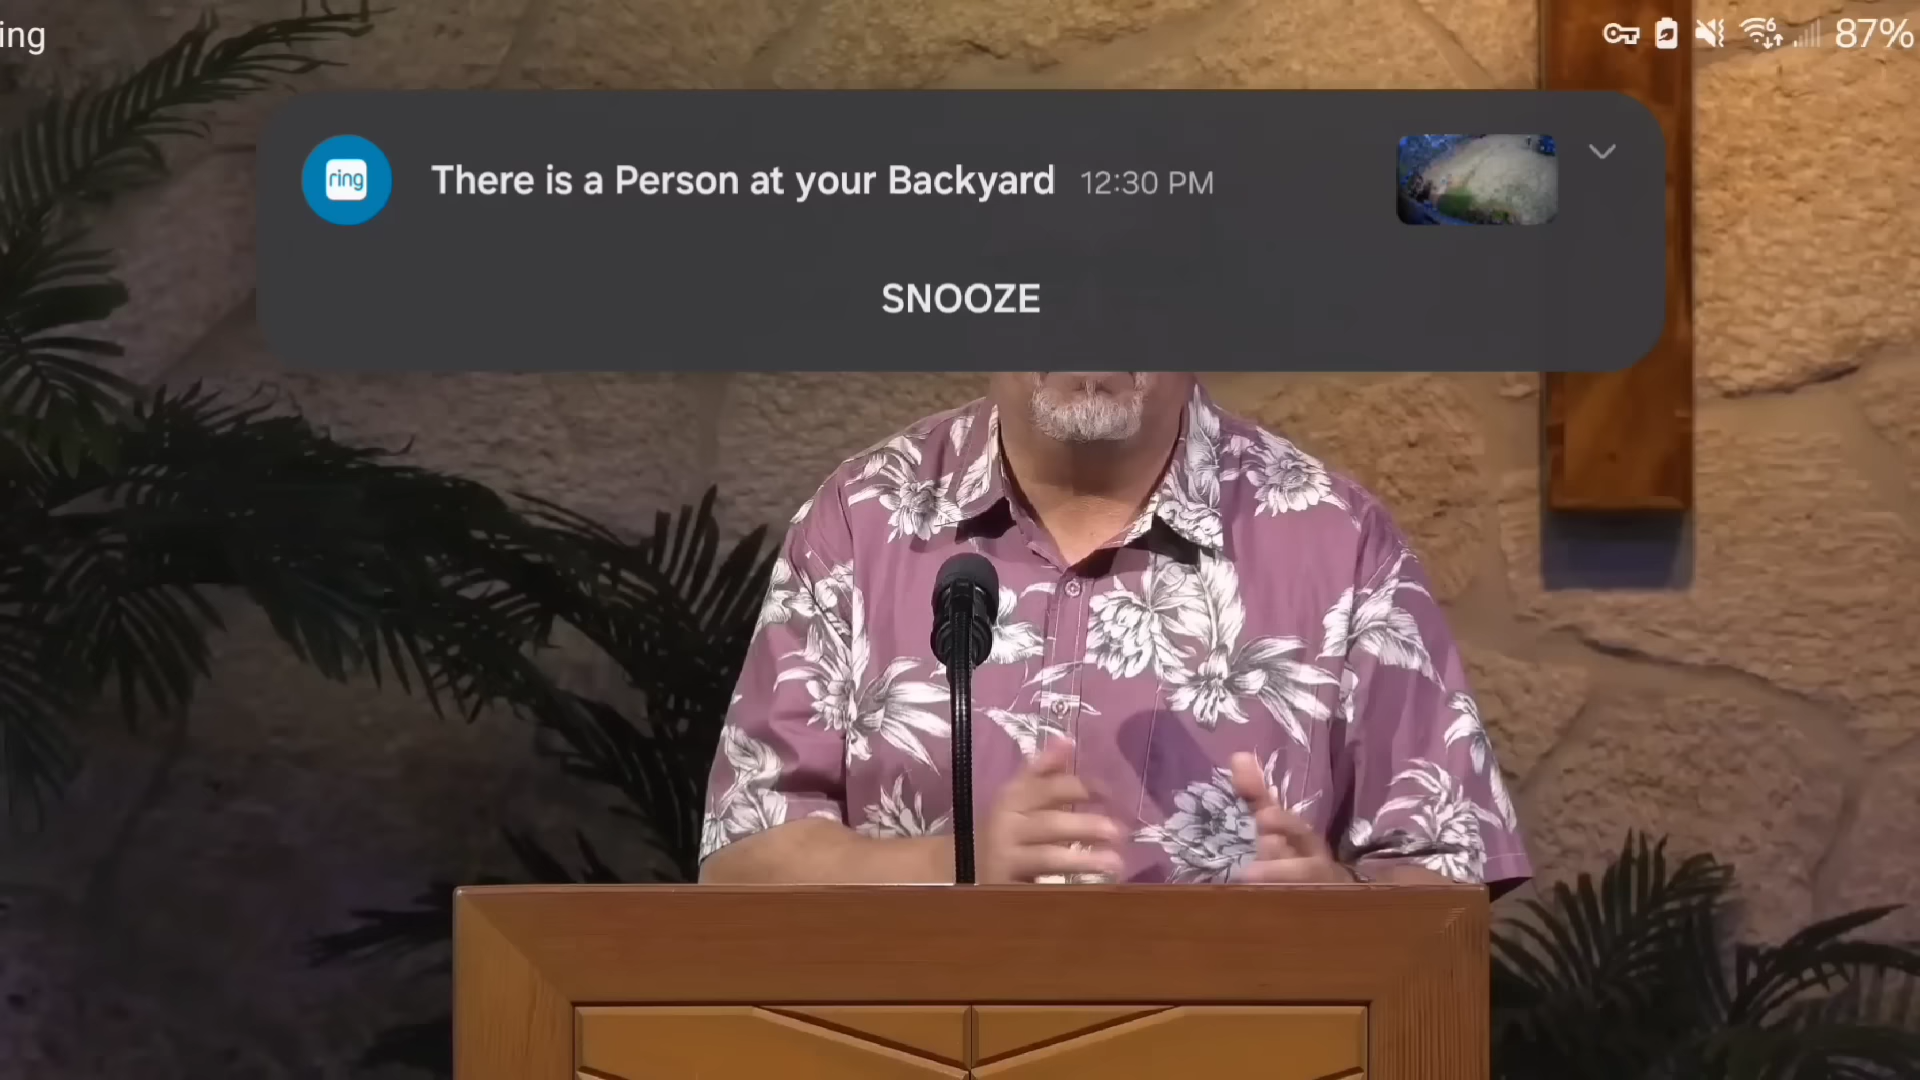 ing
87%
ring
There is a Person at your Backyard 12:30 PM
SNOOZE